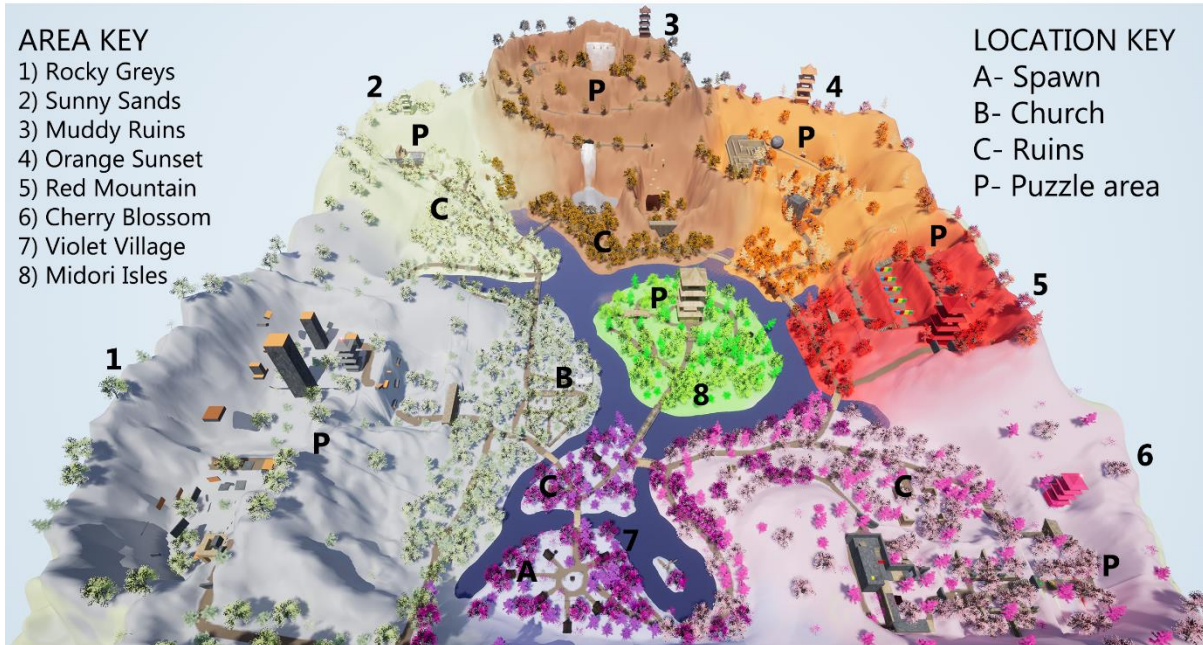 AREA KEY
1) Rocky Greys
2) Sunny Sands
3) Muddy Ruins
4) Orange Sunset
5) Red Mountain
6) Cherry Blossom
7) Violet Village
8) Midori Isles
LOCATION KEY
A- Spawn
B- Church
C- Ruins
P- Puzzle area
3
2
P
4
P
P
C
C
P
5
P
1
B
8
P
6
C
C
7
A
P